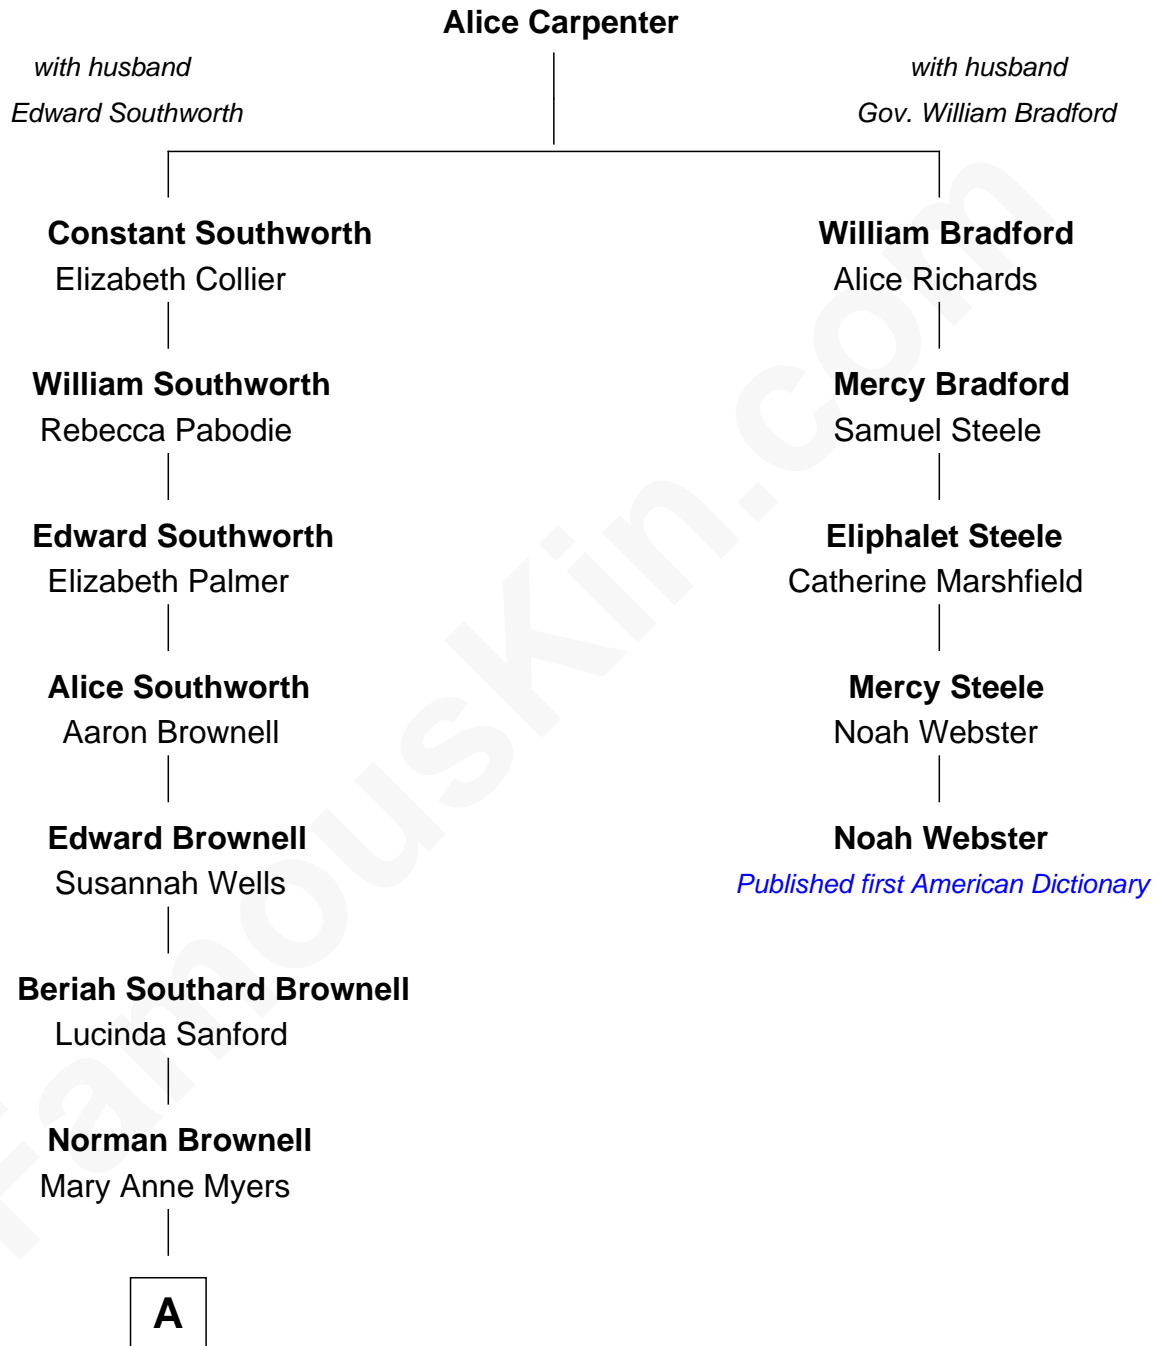 Alice Carpenter
with husband
Edward Southworth
with husband
Gov. William Bradford
Constant Southworth
Elizabeth Collier
William Southworth
Rebecca Pabodie
Edward Southworth
Elizabeth Palmer
Alice Southworth
Aaron Brownell
Edward Brownell
Susannah Wells
Beriah Southard Brownell
Lucinda Sanford
Norman Brownell
Mary Anne Myers
A
William Bradford
Alice Richards
Mercy Bradford
Samuel Steele
Eliphalet Steele
Catherine Marshfield
Mercy Steele
Noah Webster
Noah Webster
Published first American Dictionary
FamousKin.com